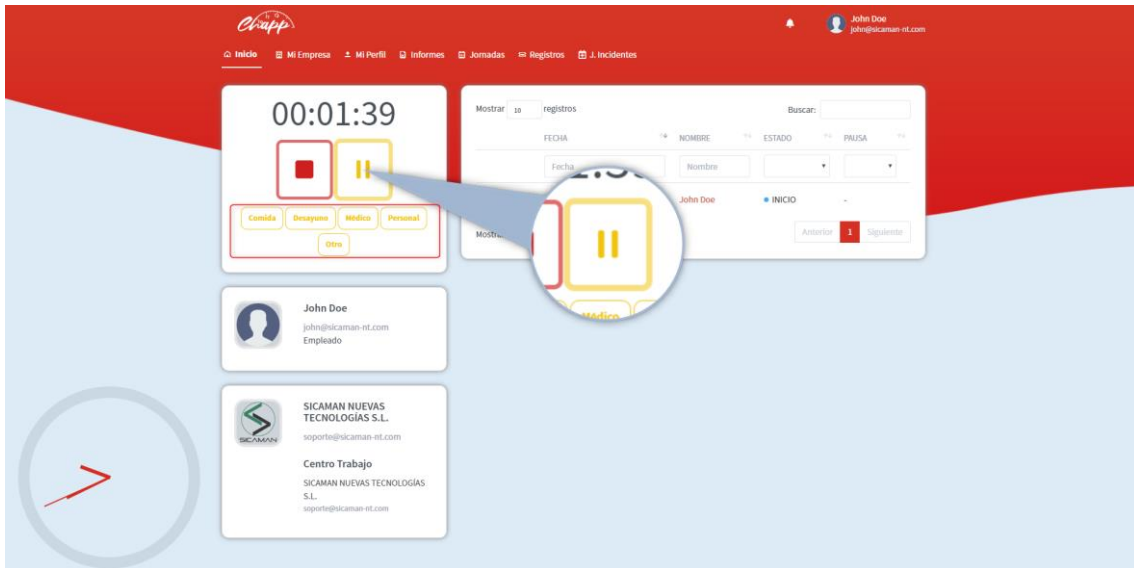 Chapp
John Doe
john@sicaman-nt.com
Inicio Mi Empresa Mi Perfil Informes Jornadas Registros J. Incidentes
00:01:39
Comida Desayuno Médico Personal
Otro
Mostrar 10 registros Buscar:
FECHA NOMBRE ESTADO PAUSA
Fecha Nombre
John Doe INICIO -
Anterior 1 Siguiente
Médico
John Doe
john@sicaman-nt.com
Empleado
SICAMAN
SICAMAN NUEVAS
TECNOLOGÍAS S.L.
soporte@sicaman-nt.com
Centro Trabajo
SICAMAN NUEVAS TECNOLOGÍAS
S.L.
soporte@sicaman-nt.com